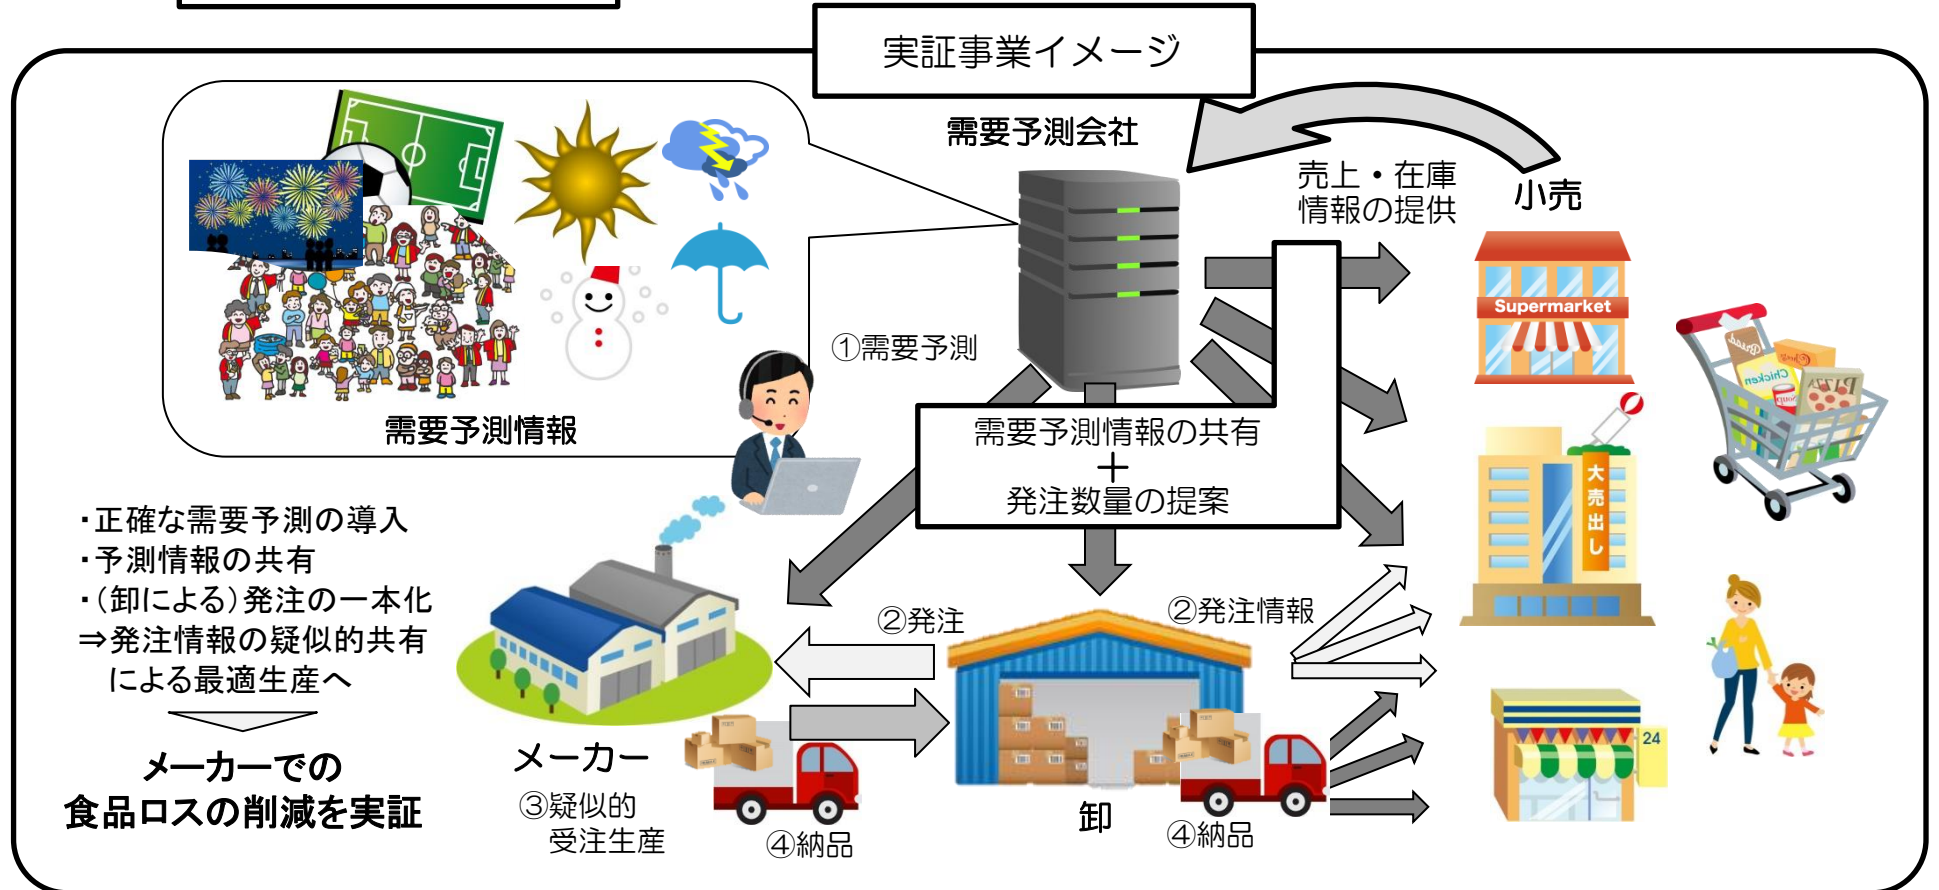 実証事業イメージ
需要予測会社
売上・在庫
情報の提供
小売
Supermarket
①需要予測
需要予測情報
需要予測情報の共有
＋
発注数量の提案
大売出し
Chicken
・正確な需要予測の導入
・予測情報の共有
・(卸による)発注の一本化
⇒発注情報の疑似的共有
による最適生産へ
メーカーでの
食品ロスの削減を実証
②発注
②発注情報
メーカー
③疑似的
受注生産
④納品
卸
④納品
24